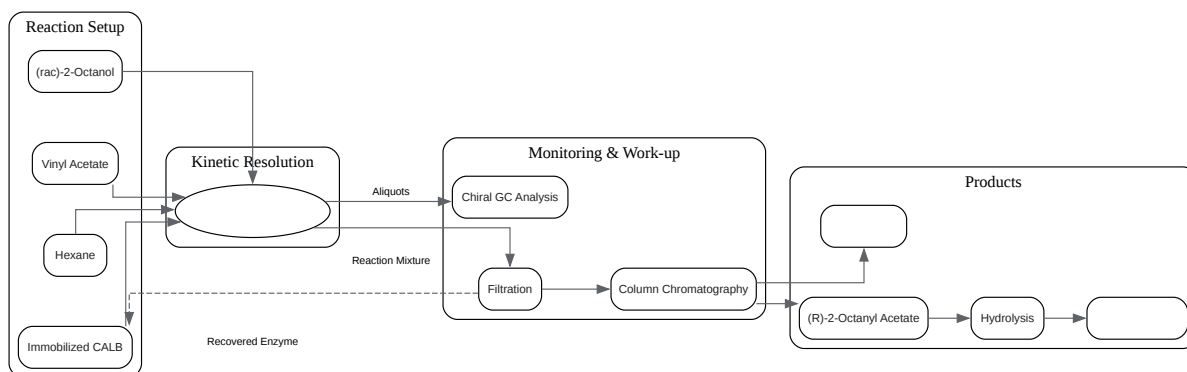 Reaction Setup
(rac)-2-Octanol
Vinyl Acetate
Hexane
Immobilized CALB
Kinetic Resolution
Aliquots
Reaction Mixture
Recovered Enzyme
Monitoring & Work-up
Chiral GC Analysis
Filtration
Column Chromatography
Products
(R)-2-Octanyl Acetate
Hydrolysis